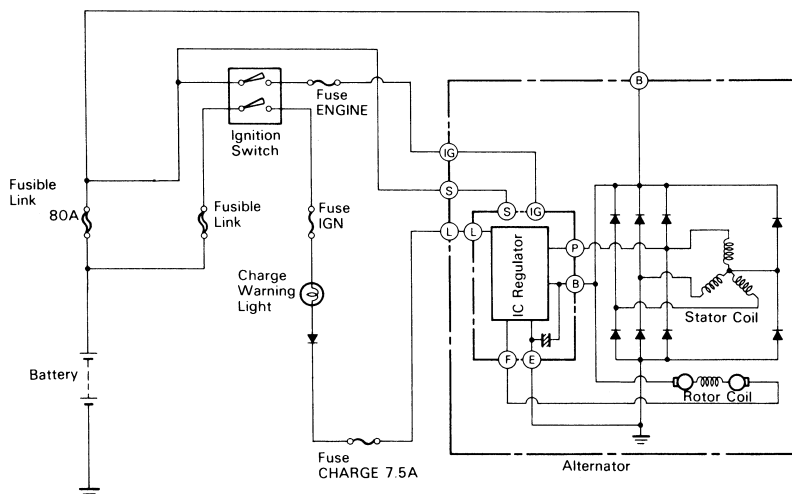 B
Fuse
ENGINE
Ignition
Switch
IG
S
Fusible
Link
80A
Fusible
Link
Fuse
IGN
S
IG
L
L
P
IC Regulator
B
Charge
Warning
Light
Stator Coil
Battery
F
E
Rotor Coil
Fuse
CHARGE 7.5A
Alternator